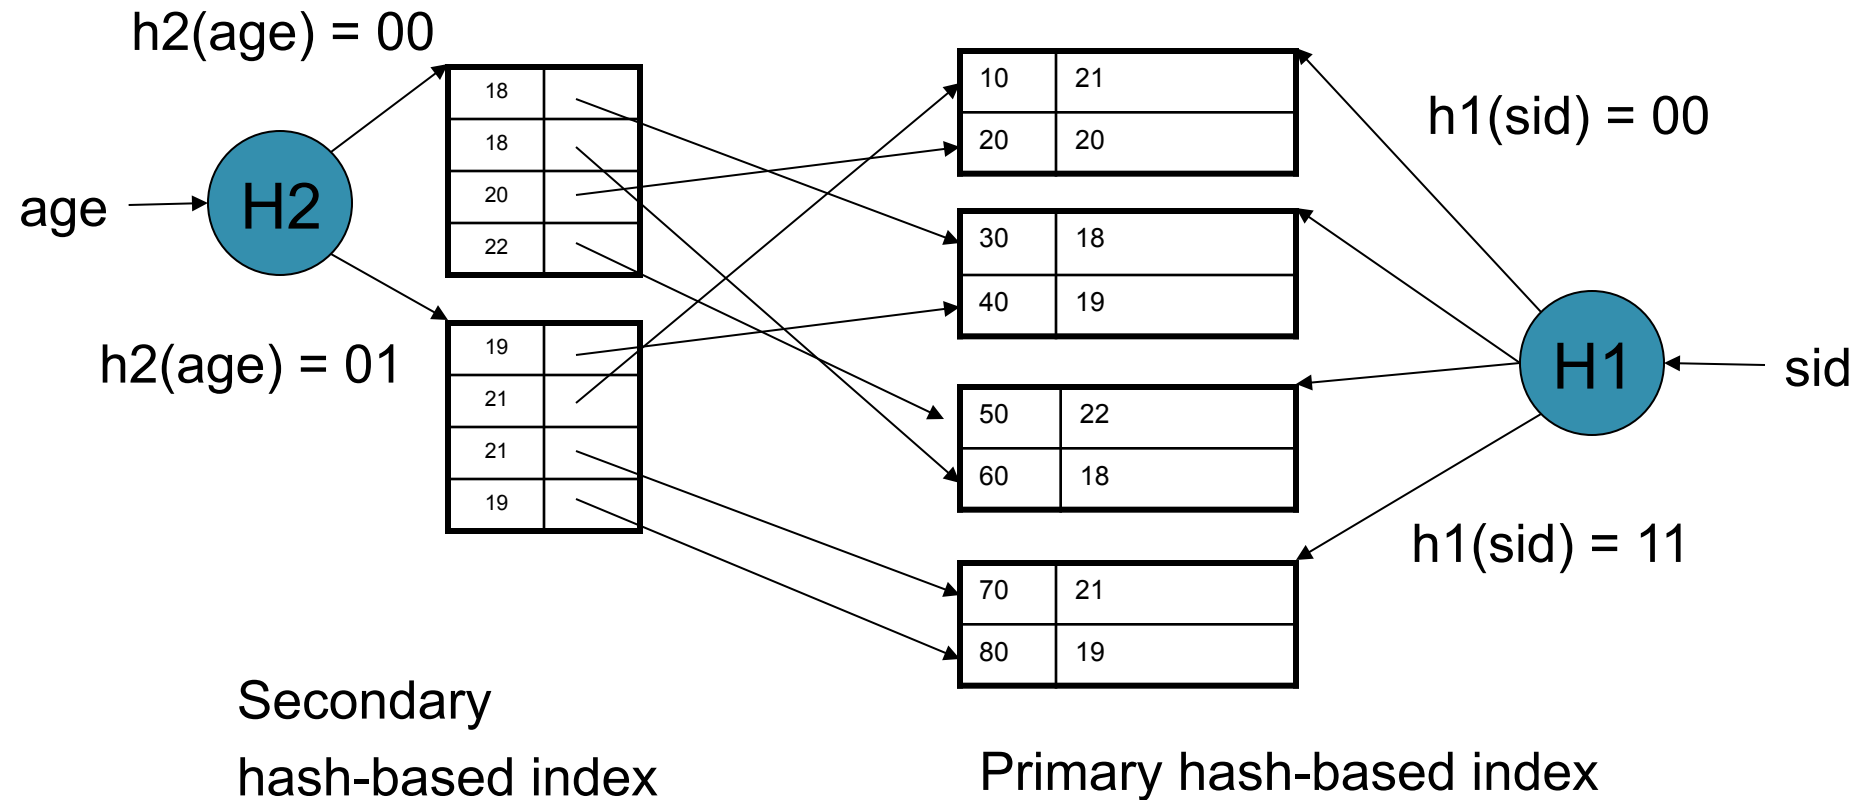 h2(age) = 00
age
H2
h2(age) = 01
18
18
20
22
19
21
21
19
10 21
20 20
30 18
40 19
50 22
60 18
70 21
80 19
h1(sid) = 00
H1
sid
h1(sid) = 11
Secondary
hash-based index
Primary hash-based index